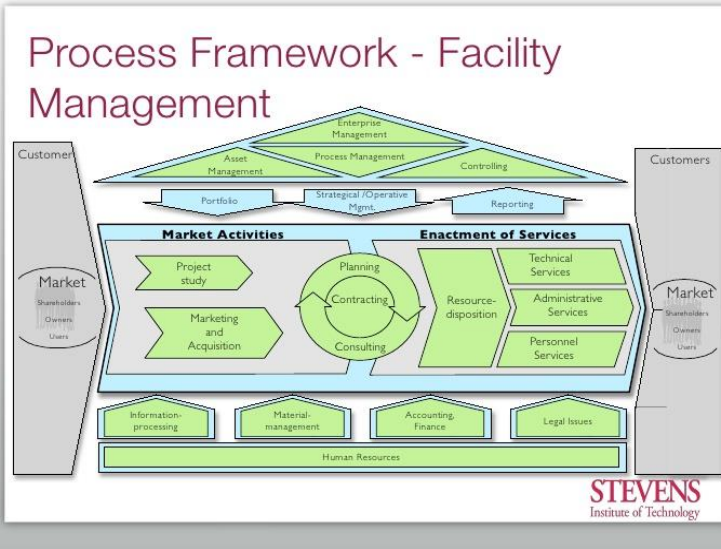 Process Framework - Facility
Management
Enterprise
Management
Asset
Management
Process Management
Controlling
Customer
Customers
Portfolio
Strategical /Operative
Mgmt.
Reporting
Market Activities
Enactment of Services
Project
study
Marketing
and
Acquisition
Planning
Contracting
Consulting
Resource-
disposition
Technical
Services
Administrative
Services
Personnel
Services
Market
Shareholders
Owners
Users
Market
Shareholders
Owners
Users
Information-
processing
Material-
management
Accounting,
Finance
Legal Issues
Human Resources
STEVENS
Institute of Technology